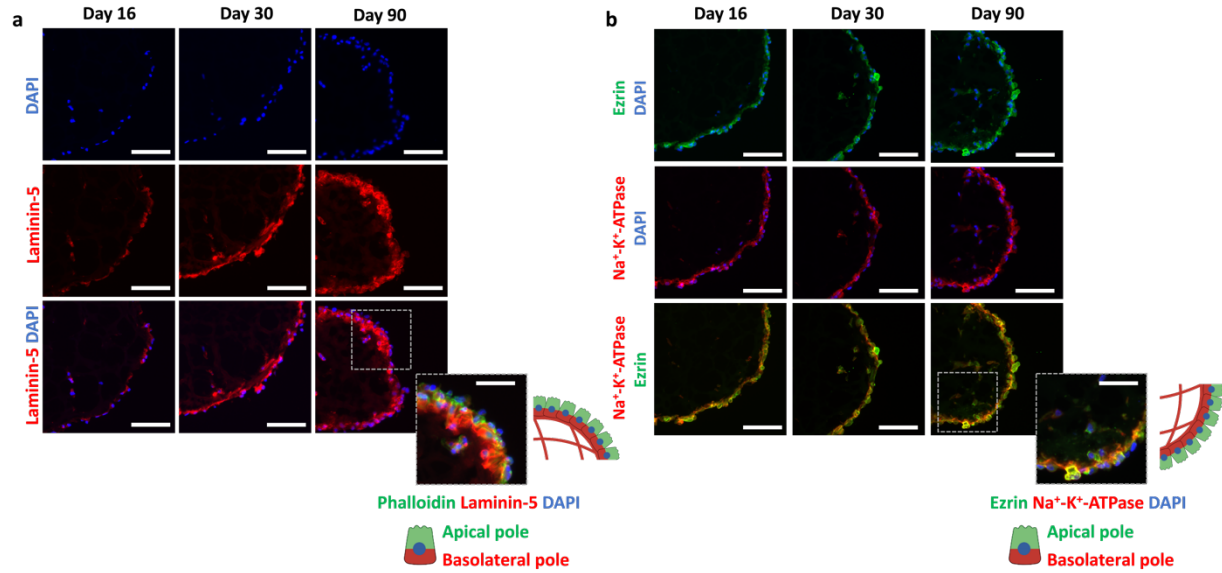 a
Day 16 Day 30 Day 90
DAPI
Laminin-5
Laminin-5 DAPI
Phalloidin Laminin-5 DAPI
Apical pole
Basolateral pole
b
Day 16 Day 30 Day 90
Ezrin
DAPI
Na⁺-K⁺-ATPase
DAPI
Na⁺-K⁺-ATPase
Ezrin
Ezrin Na⁺-K⁺-ATPase DAPI
Apical pole
Basolateral pole